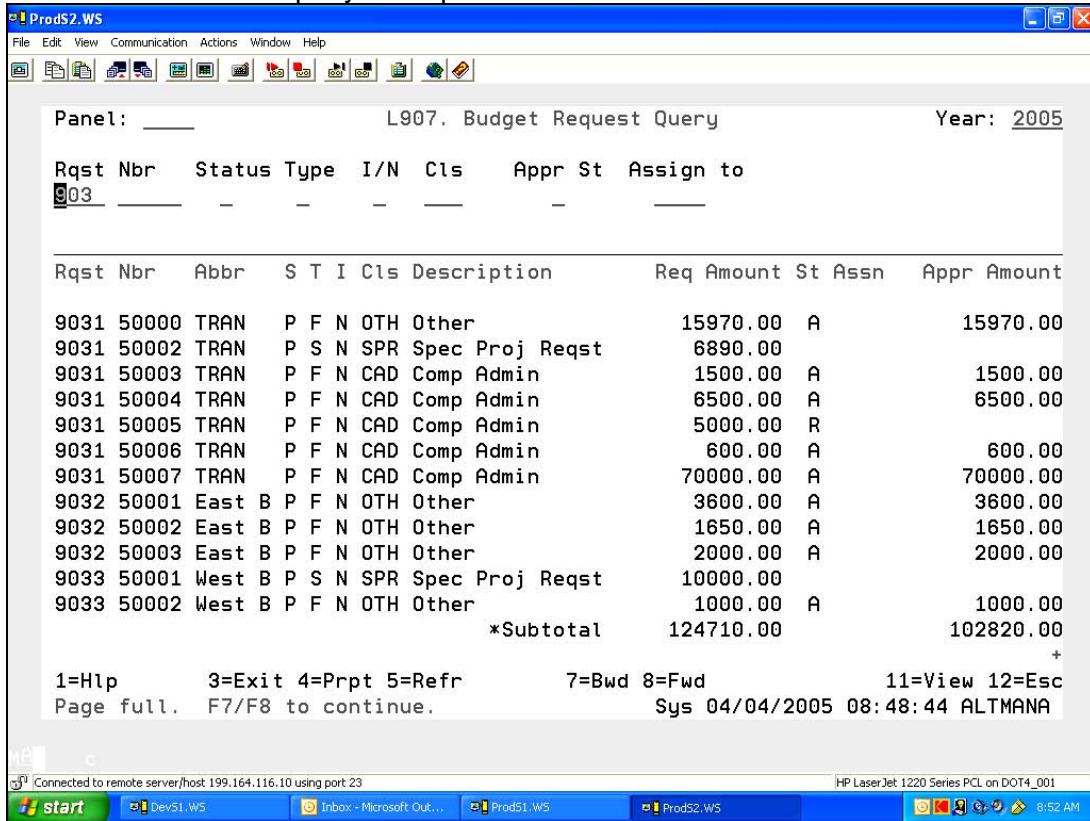 ProdS2.WS
File Edit View Communication Actions Window Help
Panel: ____ L907. Budget Request Query Year: 2005
Rqst Nbr Status Type I/N Cls Appr St Assign to
903
Rqst Nbr Abbr S T I Cls Description Req Amount St Assn Appr Amount
9031 50000 TRAN P F N OTH Other 15970.00 A 15970.00
9031 50002 TRAN P S N SPR Spec Proj Reqst 6890.00
9031 50003 TRAN P F N CAD Comp Admin 1500.00 A 1500.00
9031 50004 TRAN P F N CAD Comp Admin 6500.00 A 6500.00
9031 50005 TRAN P F N CAD Comp Admin 5000.00 R
9031 50006 TRAN P F N CAD Comp Admin 600.00 A 600.00
9031 50007 TRAN P F N CAD Comp Admin 70000.00 A 70000.00
9032 50001 East B P F N OTH Other 3600.00 A 3600.00
9032 50002 East B P F N OTH Other 1650.00 A 1650.00
9032 50003 East B P F N OTH Other 2000.00 A 2000.00
9033 50001 West B P S N SPR Spec Proj Reqst 10000.00
9033 50002 West B P F N OTH Other 1000.00 A 1000.00
*Subtotal 124710.00 102820.00
+
1=Hlp 3=Exit 4=Prpt 5=Refr 7=Bwd 8=Fwd 11=View 12=Esc
Page full. F7/F8 to continue. Sys 04/04/2005 08:48:44 ALTMANA
MA c
Connected to remote server/host 199.164.116.10 using port 23 HP LaserJet 1220 Series PCL on DOT4_001
start DevS1.WS Inbox - Microsoft Out... ProdS1.WS ProdS2.WS 8:52 AM